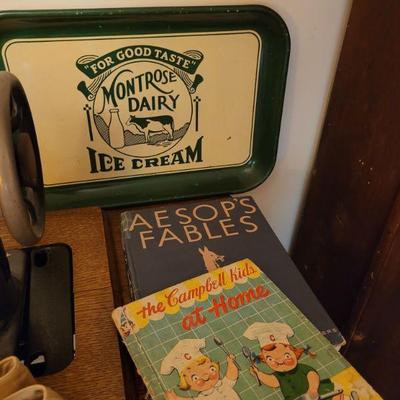 "FOR GOOD TASTE"
MONTROSE
DAIRY
ICE CREAM
AESOP'S
FABLES
the Campbell Kids
at Home
C
C